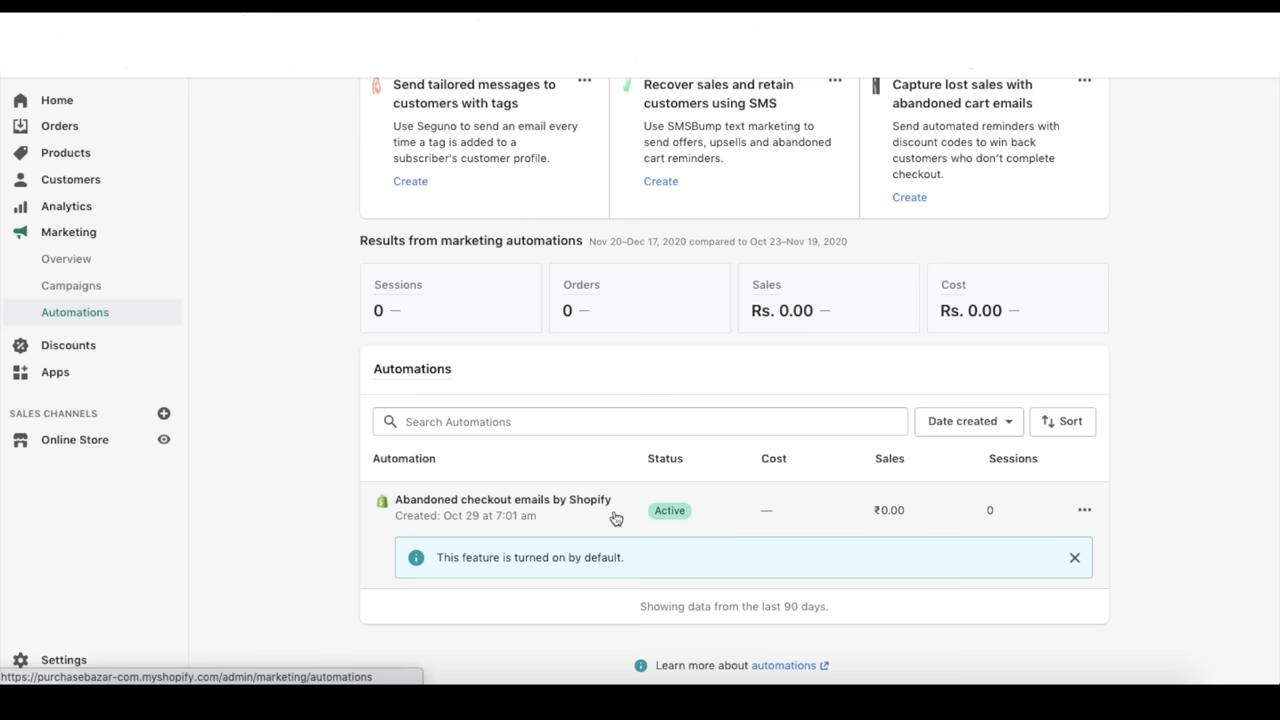 Home
Orders
Products
Customers
Analytics
Marketing
Overview
Campaigns
Automations
Discounts
Apps
SALES CHANNELS
Online Store
Settings
https://purchasebazar-com.myshopify.com/admin/marketing/automations
Send tailored messages to
customers with tags
Use Seguno to send an email every
time a tag is added to a
subscriber's customer profile.
Create
Recover sales and retain
customers using SMS
Use SMSBump text marketing to
send offers, upsells and abandoned
cart reminders.
Create
Capture lost sales with
abandoned cart emails
Send automated reminders with
discount codes to win back
customers who don't complete
checkout.
Create
Results from marketing automations Nov 20–Dec 17, 2020 compared to Oct 23–Nov 19, 2020
Sessions
0 —
Orders
0 —
Sales
Rs. 0.00 —
Cost
Rs. 0.00 —
Automations
Search Automations
Date created
Sort
Automation Status Cost Sales Sessions
Abandoned checkout emails by Shopify
Created: Oct 29 at 7:01 am
Active — ₹0.00 0
This feature is turned on by default.
Showing data from the last 90 days.
Learn more about automations